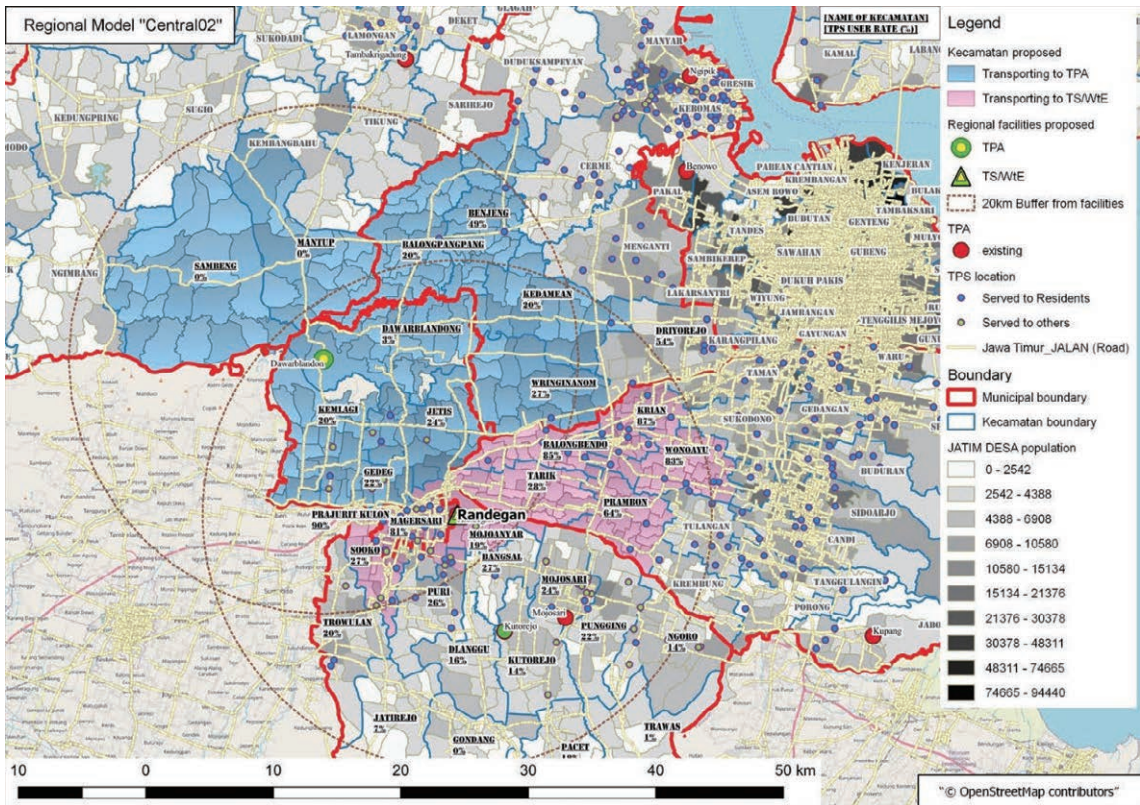 Regional Model "Central02"
[NAME OF KECAMATAN]
[TPS USER RATE (%)]
LAMONGAN
SUKODADI
Tambakrigadung
DEKET
GLAGAH
DUDUKSAMPEYAN
MANYAR
Ngipik
GRESIK
KEBOMAS
KAMAL
KEDUNGPRING
SUGIO
TIKUNG
SARIREJO
KEMBANGBAHU
CERME
Benowo
PAKAL
PABEAN CANTIAN
KENJERAN
KREMBANGAN
ASEM ROWO
BULAK
TAMBAKSARI
BENJENG
49%
MENGANTI
TANDES
BUBUTAN
GENTENG
SAWAHAN
GUBENG
MANTUP
0%
BALONGPANGPANG
20%
SAMBIKEREP
DUKUH PAKIS
NGIMBANG
SAMBENG
0%
LAKARSANTRI
WIYUNG
JAMBANGAN
TENGGILIS MEJOYO
KEDAMEAN
20%
GAYUNGAN
DAWARBLANDONG
3%
DRIYOREJO
54%
KARANGPILANG
WARU
Dawarblandon
TAMAN
WRINGINANOM
27%
SUKODONO
GEDANGAN
KEMLAGI
20%
JETIS
24%
KRIAN
87%
BALONGBENDO
85%
WONOAYU
83%
BUDURAN
GEDEG
22%
TARIK
28%
PRAMBON
64%
SIDOARJO
PRAJURIT KULON
90%
MAGERSARI
81%
Randegan
TULANGAN
CANDI
MOJOANYAR
19%
SOOKO
27%
BANGSAL
27%
MOJOSARI
24%
KREMBUNG
TANGGULANGIN
PURI
26%
PORONG
TROWULAN
20%
Kutorejo
Mojosari
PUNGGING
22%
NGORO
14%
Kupang
DLANGGU
16%
KUTOREJO
14%
JATIREJO
7%
GONDANG
0%
PACET
TRAWAS
1%
10 0 10 20 30 40 50 km
Legend
Kecamatan proposed
Transporting to TPA
Transporting to TS/WtE
Regional facilities proposed
TPA
TS/WtE
20km Buffer from facilities
TPA
existing
TPS location
Served to Residents
Served to others
Jawa Timur_JALAN (Road)
Boundary
Municipal boundary
Kecamatan boundary
JATIM DESA population
0 - 2542
2542 - 4388
4388 - 6908
6908 - 10580
10580 - 15134
15134 - 21376
21376 - 30378
30378 - 48311
48311 - 74665
74665 - 94440
"© OpenStreetMap contributors"